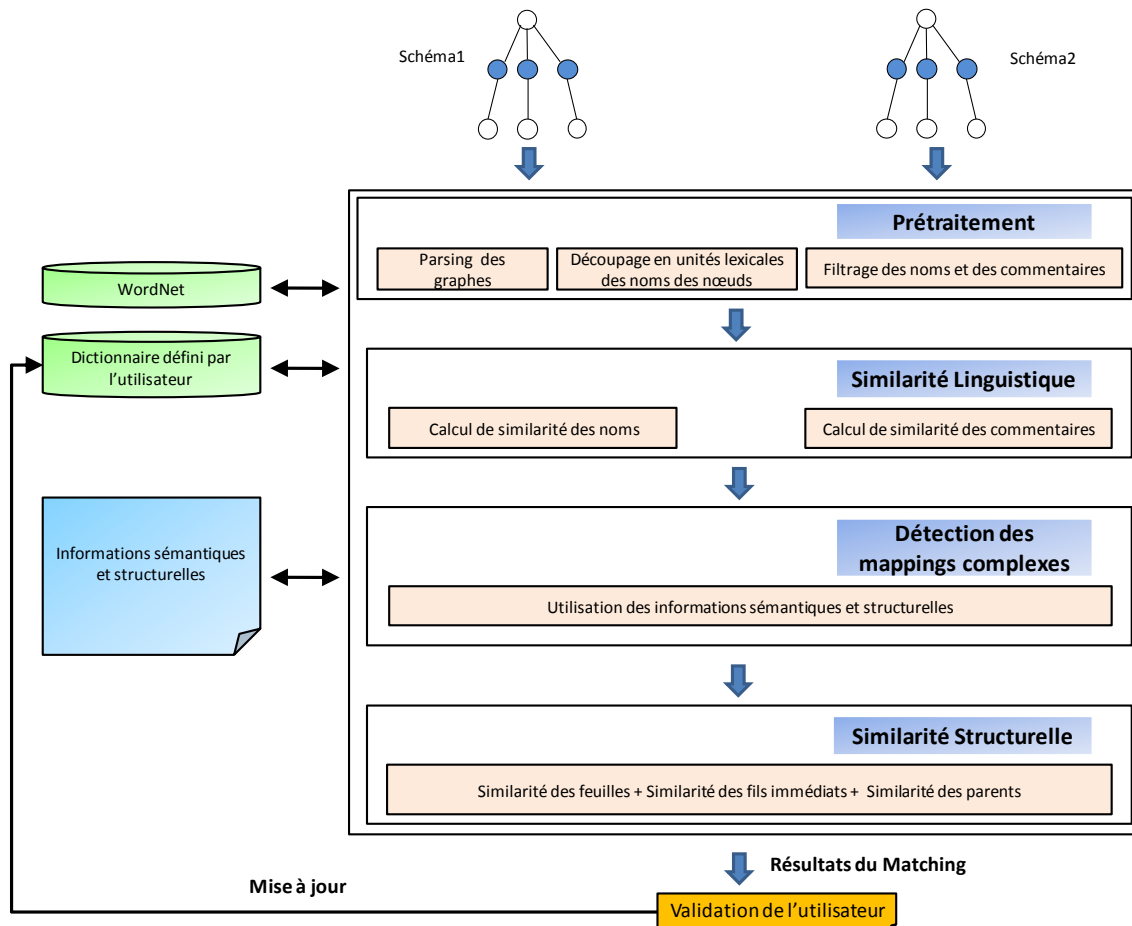 Schéma1
Schéma2
Prétraitement
Parsing des
graphes
Découpage en unités lexicales
des noms des nœuds
Filtrage des noms et des commentaires
WordNet
Dictionnaire défini par
l’utilisateur
Similarité Linguistique
Calcul de similarité des noms
Calcul de similarité des commentaires
Informations sémantiques
et structurelles
Détection des
mappings complexes
Utilisation des informations sémantiques et structurelles
Similarité Structurelle
Similarité des feuilles + Similarité des fils immédiats + Similarité des parents
Résultats du Matching
Mise à jour
Validation de l’utilisateur